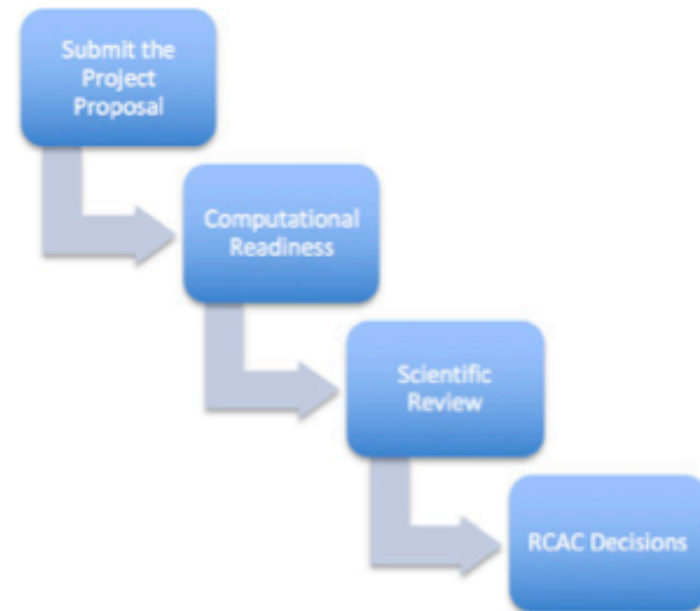 Submit the
Project
Proposal
Computational
Readiness
Scientific
Review
RCAC Decisions